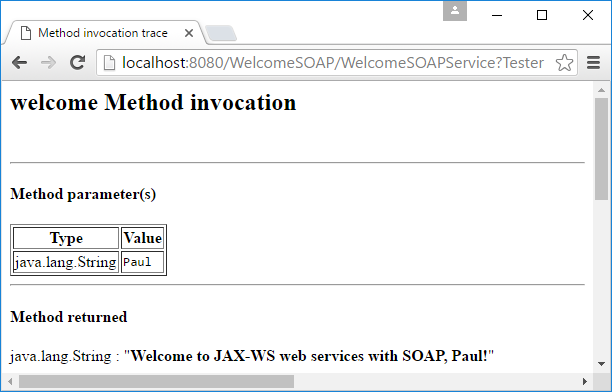 Method invocation trace
localhost:8080/WelcomeSOAP/WelcomeSOAPService?Tester
welcome Method invocation
Method parameter(s)
Type Value
java.lang.String Paul
Method returned
java.lang.String : "Welcome to JAX-WS web services with SOAP, Paul!"